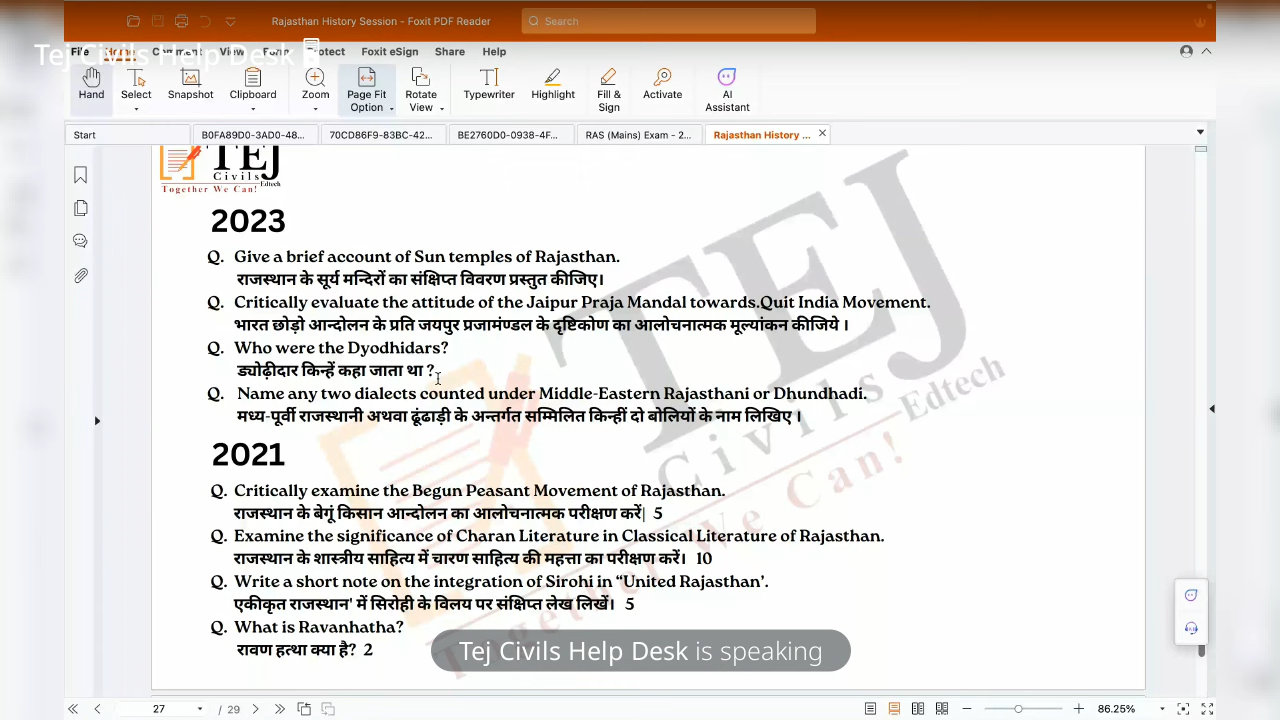 Rajasthan History Session - Foxit PDF Reader
Search
Tej Civils Help Desk
File Home Comment View Form Protect Foxit eSign Share Help
Hand Select Snapshot Clipboard Zoom Page Fit Option Rotate View Typewriter Highlight Fill & Sign Activate AI Assistant
Start B0FA89D0-3AD0-48... 70CD86F9-83BC-42... BE2760D0-0938-4F... RAS (Mains) Exam - 2... Rajasthan History ...
TEJ
Civils
Edtech
Together We Can!
2023
Q. Give a brief account of Sun temples of Rajasthan.
राजस्थान के सूर्य मन्दिरों का संक्षिप्त विवरण प्रस्तुत कीजिए।
Q. Critically evaluate the attitude of the Jaipur Praja Mandal towards.Quit India Movement.
भारत छोड़ो आन्दोलन के प्रति जयपुर प्रजामंण्डल के दृष्टिकोण का आलोचनात्मक मूल्यांकन कीजिये ।
Q. Who were the Dyodhidars?
ड्योढ़ीदार किन्हें कहा जाता था ?
Q. Name any two dialects counted under Middle-Eastern Rajasthani or Dhundhadi.
मध्य-पूर्वी राजस्थानी अथवा ढूंढाड़ी के अन्तर्गत सम्मिलित किन्हीं दो बोलियों के नाम लिखिए ।
2021
Q. Critically examine the Begun Peasant Movement of Rajasthan.
राजस्थान के बेगूं किसान आन्दोलन का आलोचनात्मक परीक्षण करें| 5
Q. Examine the significance of Charan Literature in Classical Literature of Rajasthan.
राजस्थान के शास्त्रीय साहित्य में चारण साहित्य की महत्ता का परीक्षण करें। 10
Q. Write a short note on the integration of Sirohi in “United Rajasthan’.
एकीकृत राजस्थान' में सिरोही के विलय पर संक्षिप्त लेख लिखें। 5
Q. What is Ravanhatha?
रावण हत्था क्या है? 2
TEJ
Civils Edtech
Together We Can!
Tej Civils Help Desk is speaking
27 / 29
86.25%